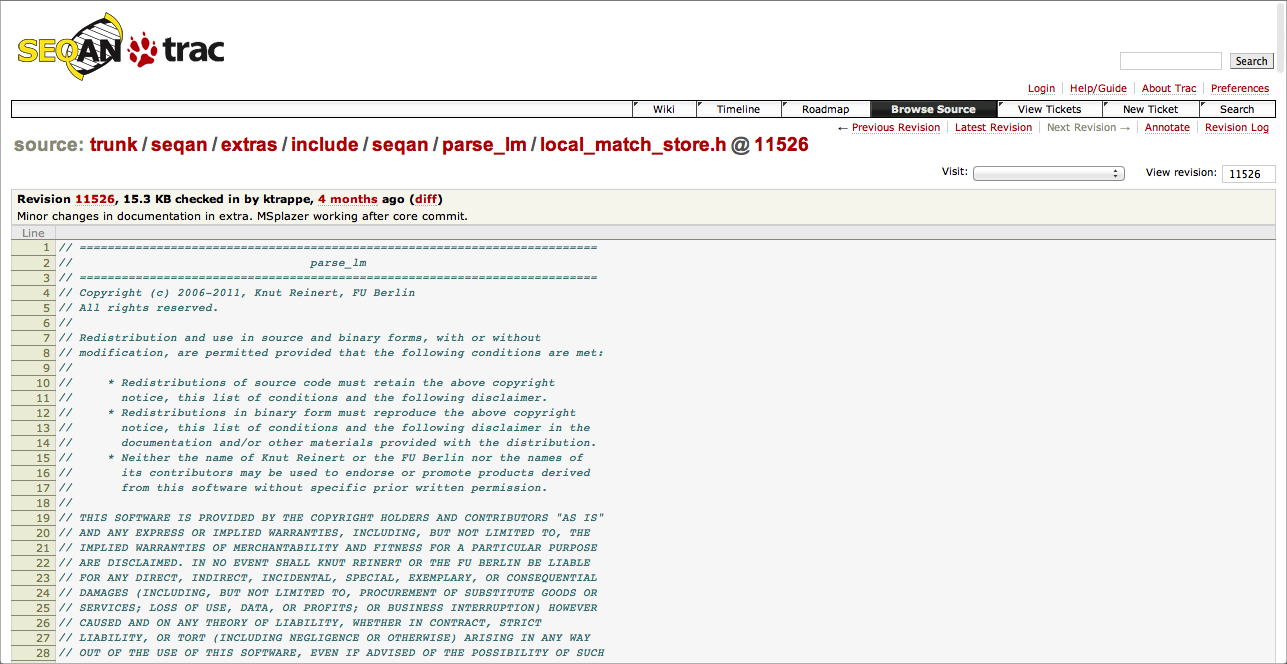 SEQAN trac
Search
Login Help/Guide About Trac Preferences
Wiki Timeline Roadmap Browse Source View Tickets New Ticket Search
← Previous Revision Latest Revision Next Revision → Annotate Revision Log
source: trunk / seqan / extras / include / seqan / parse_lm / local_match_store.h @ 11526
Visit: View revision: 11526
Revision 11526, 15.3 KB checked in by ktrappe, 4 months ago (diff)
Minor changes in documentation in extra. MSplazer working after core commit.
Line
1 // ==========================================================================
2 // parse_lm
3 // ==========================================================================
4 // Copyright (c) 2006-2011, Knut Reinert, FU Berlin
5 // All rights reserved.
6 //
7 // Redistribution and use in source and binary forms, with or without
8 // modification, are permitted provided that the following conditions are met:
9 //
10 // * Redistributions of source code must retain the above copyright
11 // notice, this list of conditions and the following disclaimer.
12 // * Redistributions in binary form must reproduce the above copyright
13 // notice, this list of conditions and the following disclaimer in the
14 // documentation and/or other materials provided with the distribution.
15 // * Neither the name of Knut Reinert or the FU Berlin nor the names of
16 // its contributors may be used to endorse or promote products derived
17 // from this software without specific prior written permission.
18 //
19 // THIS SOFTWARE IS PROVIDED BY THE COPYRIGHT HOLDERS AND CONTRIBUTORS "AS IS"
20 // AND ANY EXPRESS OR IMPLIED WARRANTIES, INCLUDING, BUT NOT LIMITED TO, THE
21 // IMPLIED WARRANTIES OF MERCHANTABILITY AND FITNESS FOR A PARTICULAR PURPOSE
22 // ARE DISCLAIMED. IN NO EVENT SHALL KNUT REINERT OR THE FU BERLIN BE LIABLE
23 // FOR ANY DIRECT, INDIRECT, INCIDENTAL, SPECIAL, EXEMPLARY, OR CONSEQUENTIAL
24 // DAMAGES (INCLUDING, BUT NOT LIMITED TO, PROCUREMENT OF SUBSTITUTE GOODS OR
25 // SERVICES; LOSS OF USE, DATA, OR PROFITS; OR BUSINESS INTERRUPTION) HOWEVER
26 // CAUSED AND ON ANY THEORY OF LIABILITY, WHETHER IN CONTRACT, STRICT
27 // LIABILITY, OR TORT (INCLUDING NEGLIGENCE OR OTHERWISE) ARISING IN ANY WAY
28 // OUT OF THE USE OF THIS SOFTWARE, EVEN IF ADVISED OF THE POSSIBILITY OF SUCH